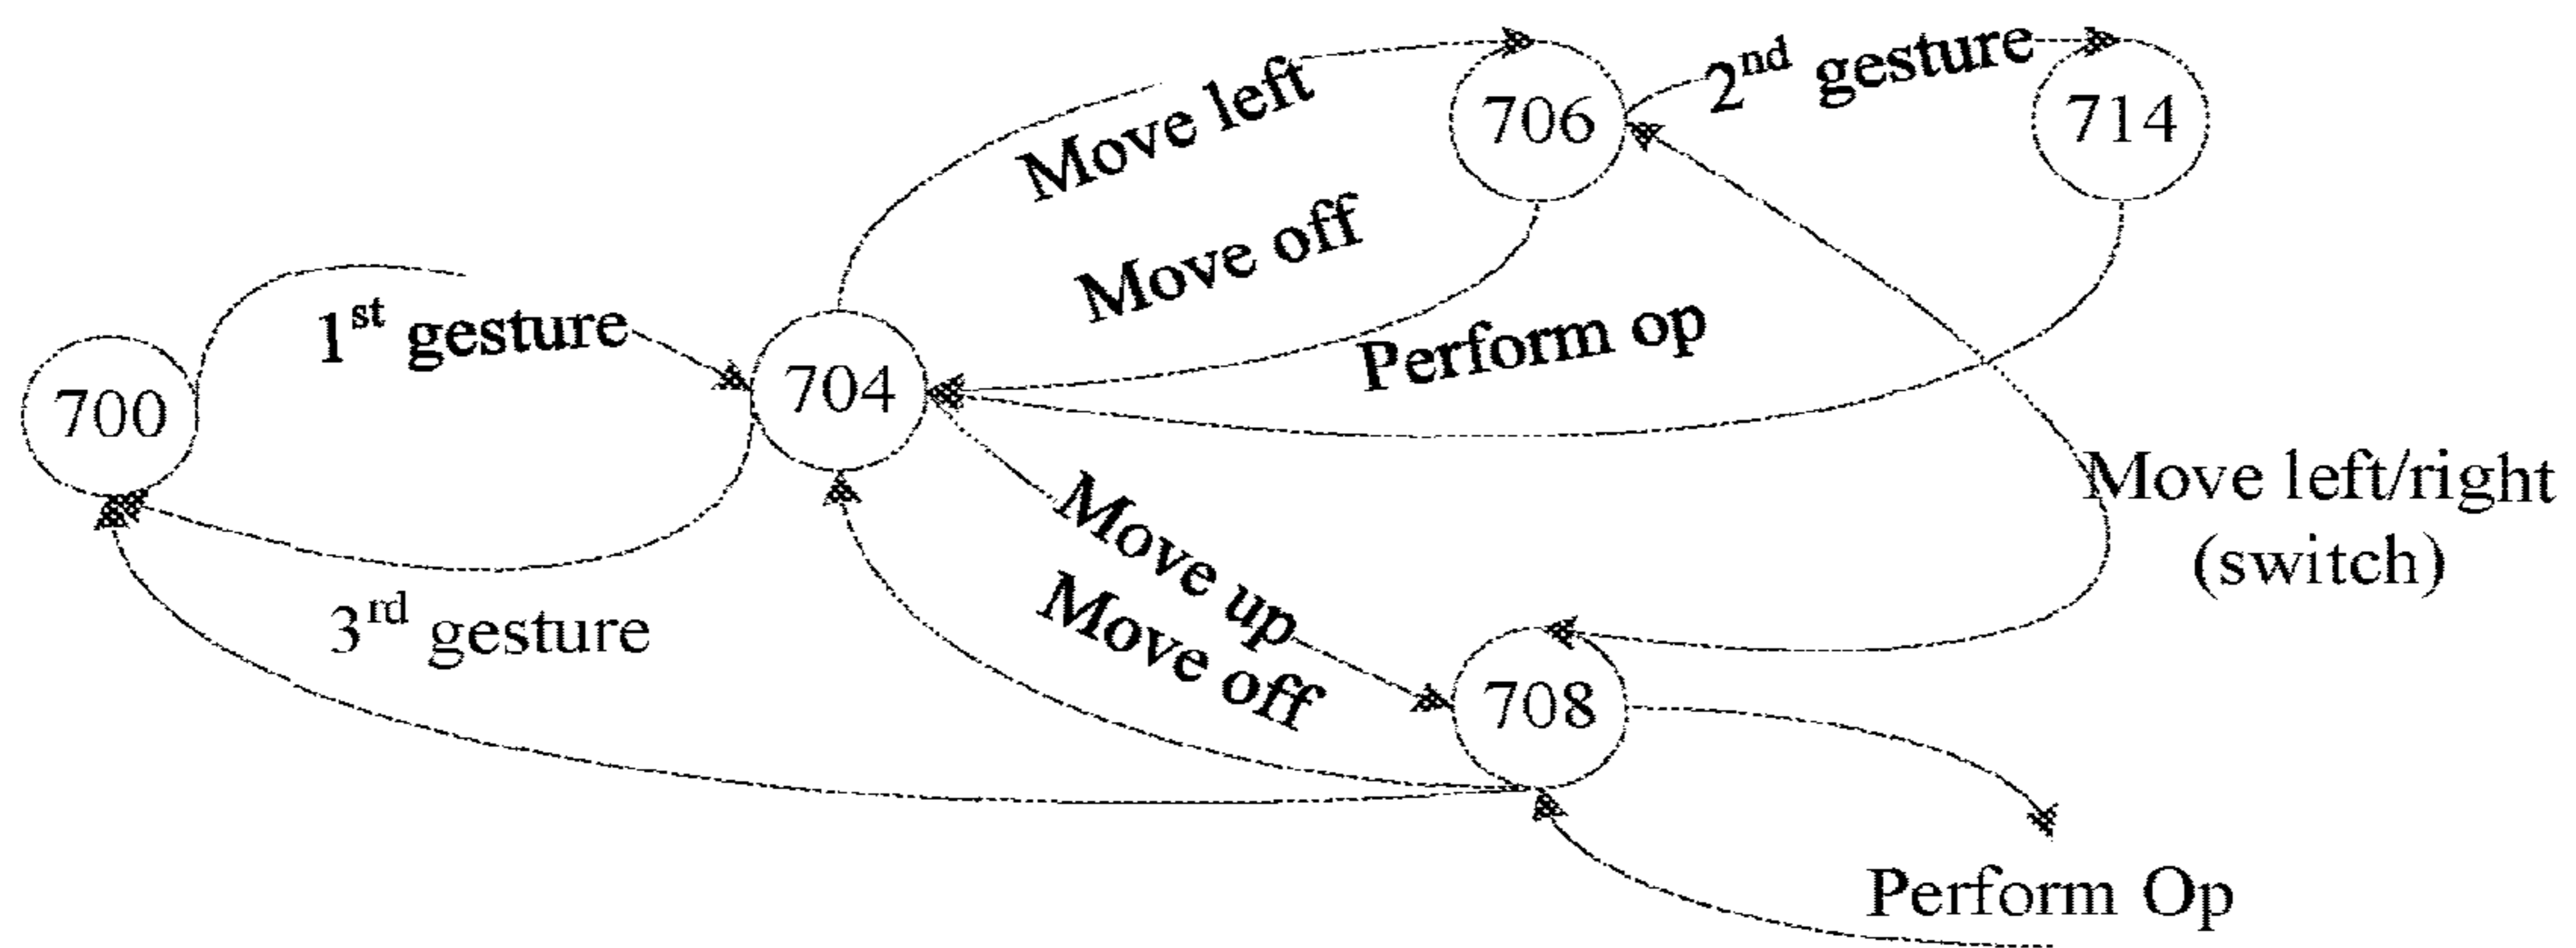 Move left
706
2nd gesture
714
Move off
1st gesture
Perform op
704
700
Move left/right
(switch)
Move up
Move off
3rd gesture
708
Perform Op